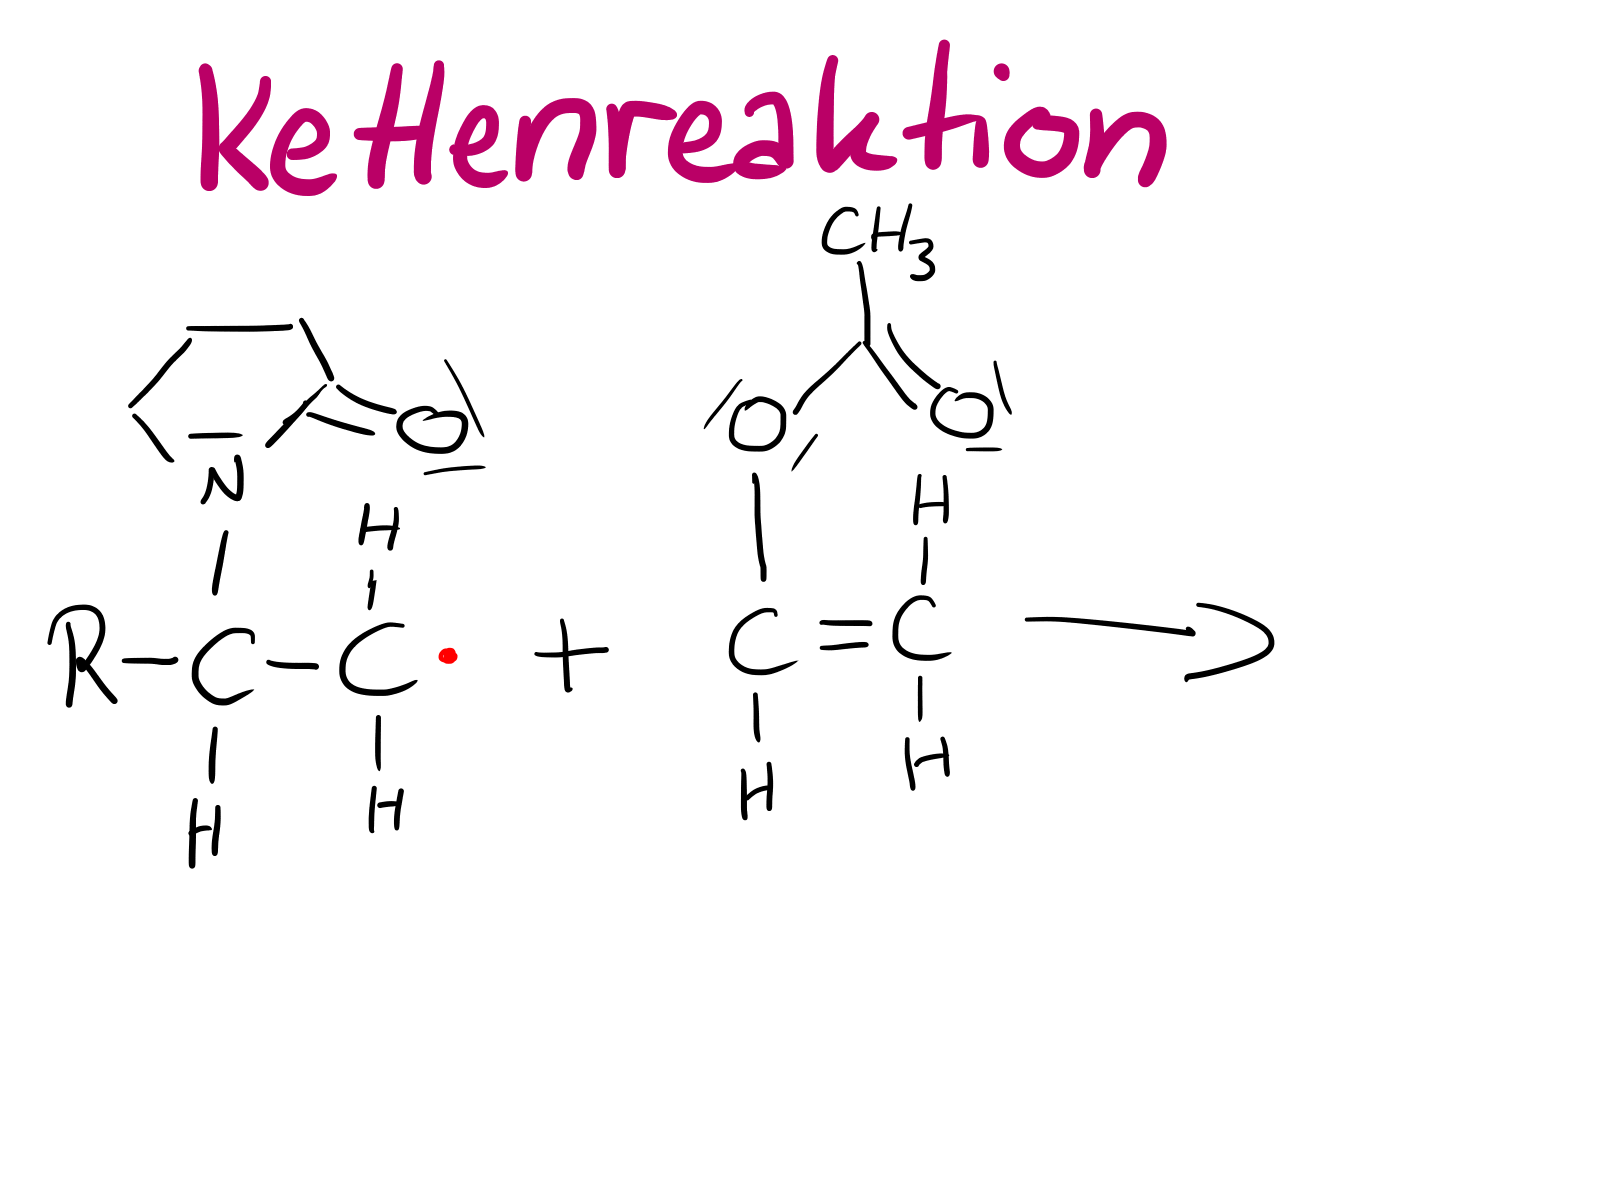 Kettenreaktion
CH3
O O O
N
H H
R-C-C• + C=C →
H H H H